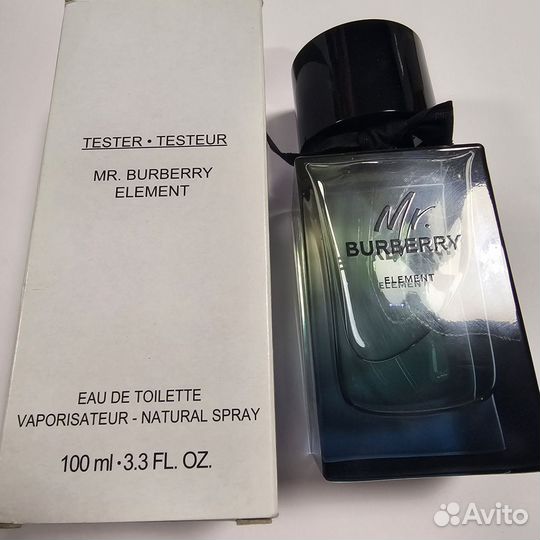 TESTER • TESTEUR
MR. BURBERRY
ELEMENT
EAU DE TOILETTE
VAPORISATEUR - NATURAL SPRAY
100 ml • 3.3 FL. OZ.
Mr.
BURBERRY
ELEMENT
Avito